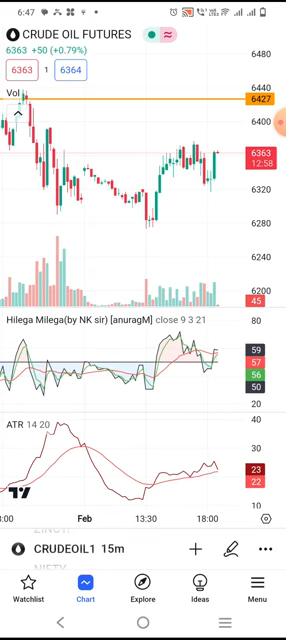 6:47
CRUDE OIL FUTURES
6363 +50 (+0.79%)
6363 1 6364
Vol
6480
6440
6427
6400
6363
12:58
6320
6280
6240
6200
45
Hilega Milega(by NK sir) [anuragM] close 9 3 21
80
59
57
56
50
20
ATR 14 20
40
30
23
22
10
3:00 Feb 13:30 18:00
CRUDEOIL1 15m
NIFTY
Watchlist Chart Explore Ideas Menu